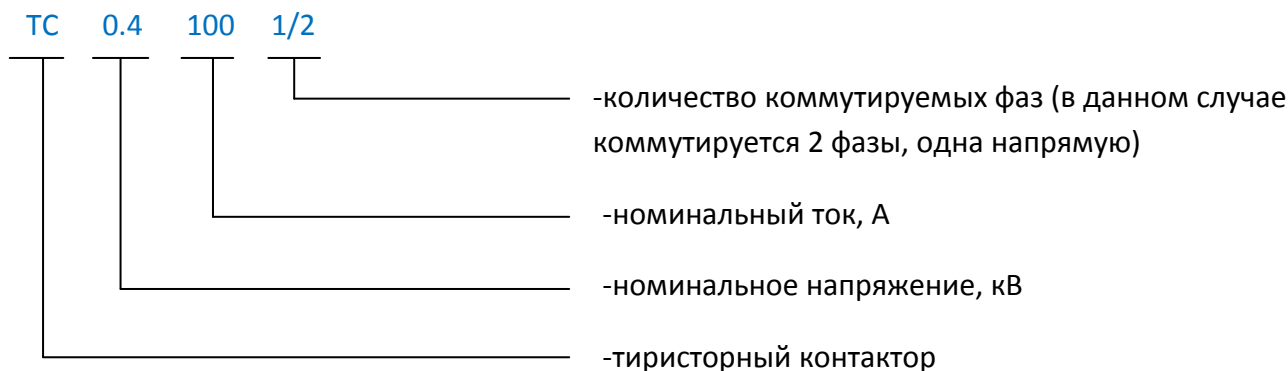 ТС 0.4 100 1/2
-количество коммутируемых фаз (в данном случае
коммутируется 2 фазы, одна напрямую)
-номинальный ток, А
-номинальное напряжение, кВ
-тиристорный контактор